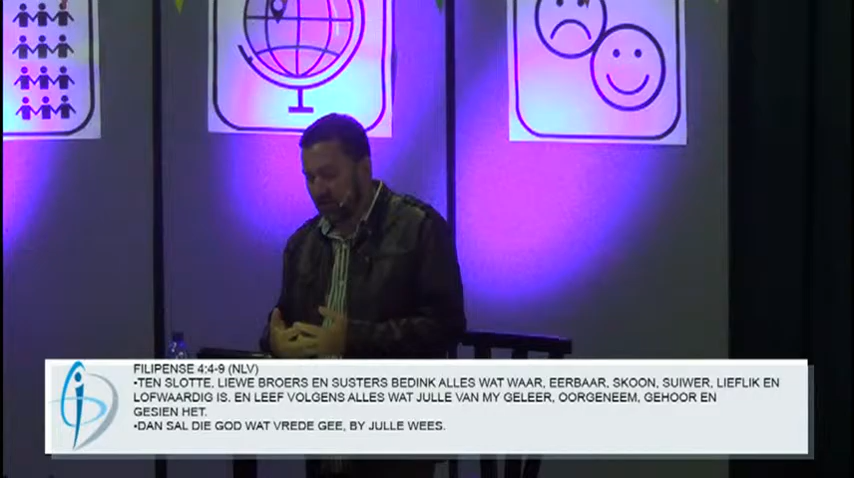 FILIPENSE 4:4-9 (NLV)
•TEN SLOTTE, LIEWE BROERS EN SUSTERS BEDINK ALLES WAT WAAR, EERBAAR, SKOON, SUIWER, LIEFLIK EN
LOFWAARDIG IS. EN LEEF VOLGENS ALLES WAT JULLE VAN MY GELEER, OORGENEEM, GEHOOR EN
GESIEN HET.
•DAN SAL DIE GOD WAT VREDE GEE, BY JULLE WEES.